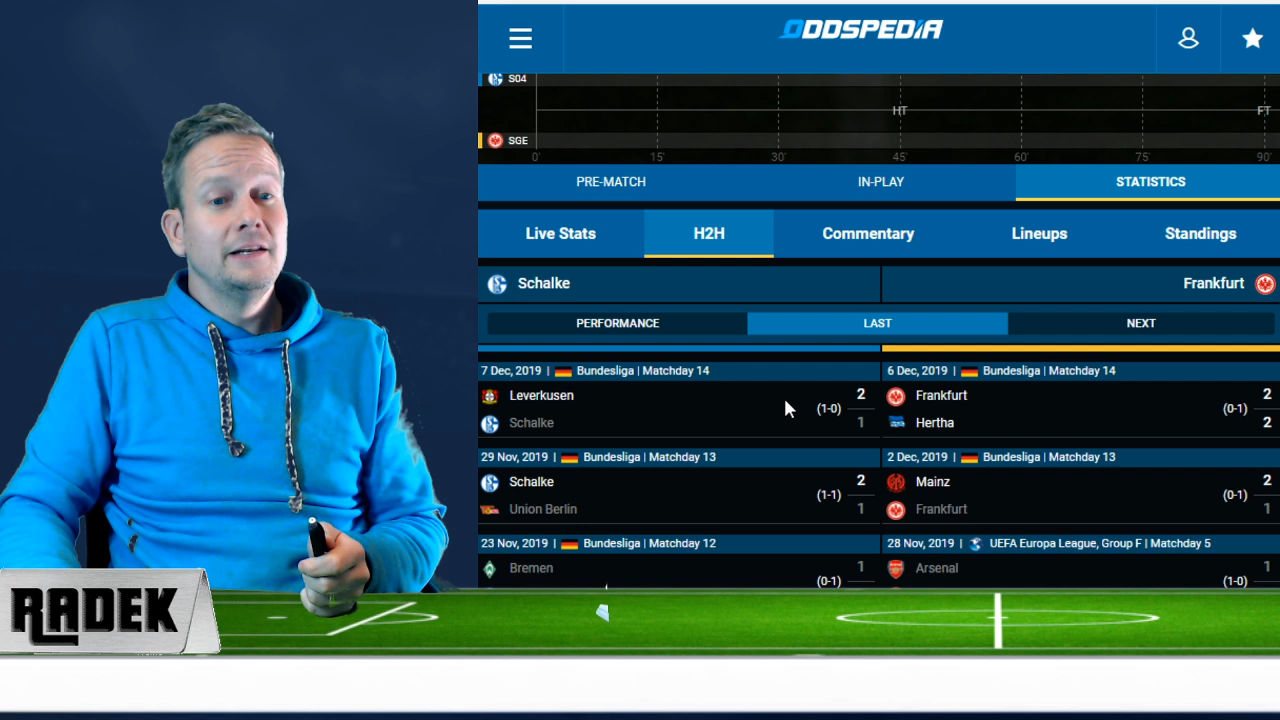 ODDSPEDIA
S04
HT
FT
SGE
0' 15' 30' 45' 60' 75' 90'
PRE-MATCH IN-PLAY STATISTICS
Live Stats H2H Commentary Lineups Standings
Schalke Frankfurt
PERFORMANCE LAST NEXT
7 Dec, 2019 | Bundesliga | Matchday 14
Leverkusen 2
(1-0)
Schalke 1
29 Nov, 2019 | Bundesliga | Matchday 13
Schalke 2
(1-1)
Union Berlin 1
23 Nov, 2019 | Bundesliga | Matchday 12
Bremen 1
(0-1)
6 Dec, 2019 | Bundesliga | Matchday 14
Frankfurt 2
(0-1)
Hertha 2
2 Dec, 2019 | Bundesliga | Matchday 13
Mainz 2
(0-1)
Frankfurt 1
28 Nov, 2019 | UEFA Europa League, Group F | Matchday 5
Arsenal 1
(1-0)
RADEK